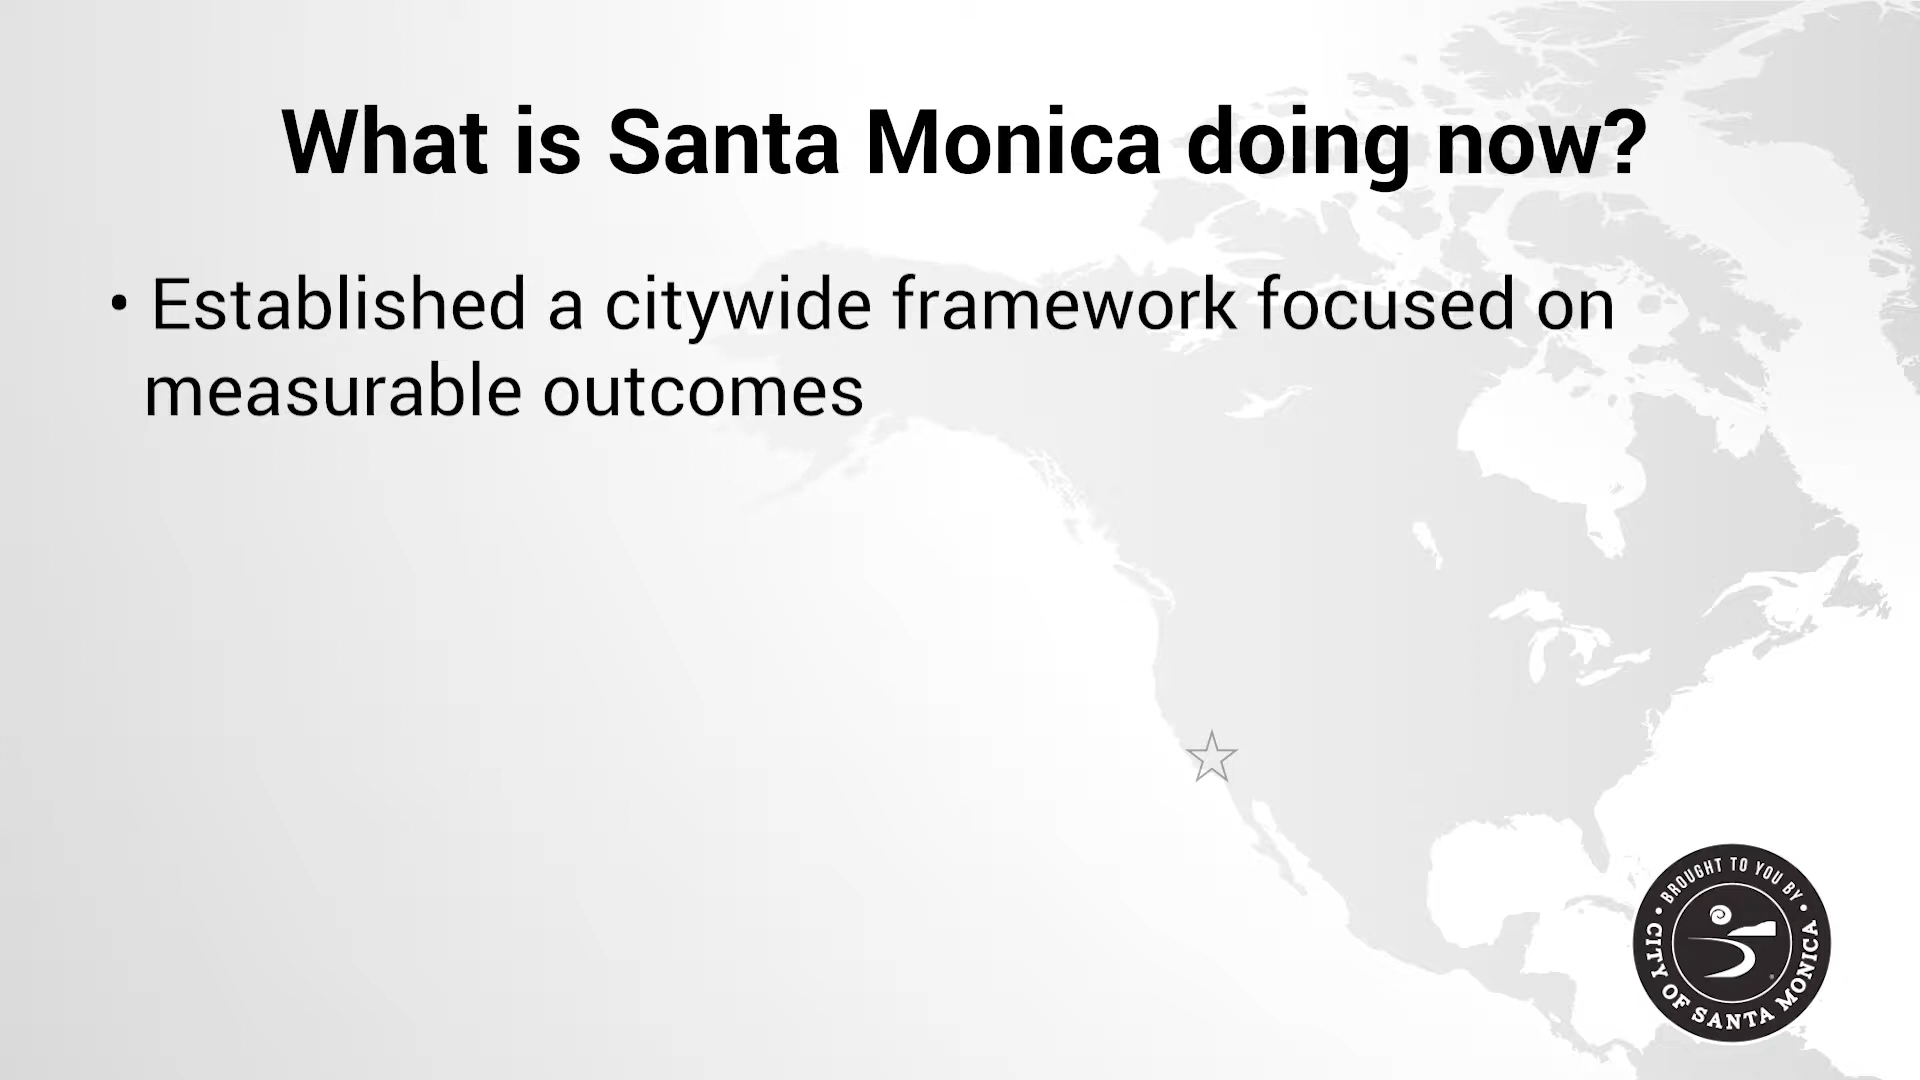 What is Santa Monica doing now?
• Established a citywide framework focused on
measurable outcomes
• BROUGHT TO YOU BY •
CITY OF SANTA MONICA